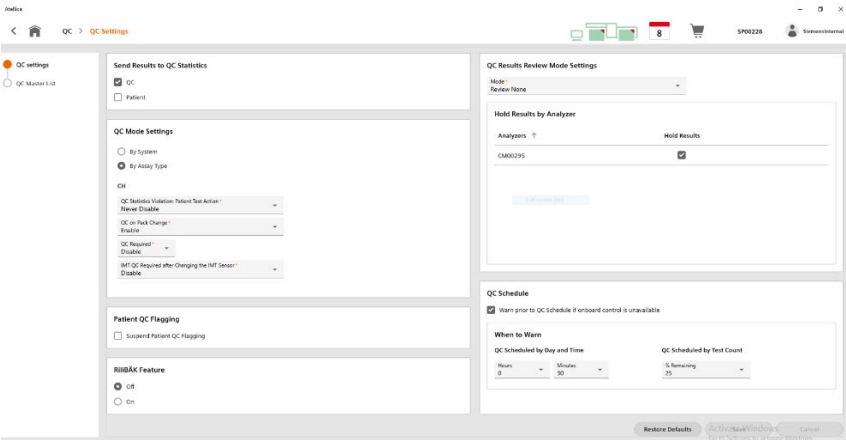 Atellica
QC > QC Settings
8
SP00228
SiemensInternal
QC settings
QC Master List
Send Results to QC Statistics
QC
Patient
QC Mode Settings
By System
By Assay Type
CH
QC Statistics Violation: Patient Test Action *
Never Disable
QC on Pack Change *
Enable
QC Required *
Disable
IMT QC Required after Changing the IMT Sensor *
Disable
Patient QC Flagging
Suspend Patient QC Flagging
RiliBÄK Feature
Off
On
QC Results Review Mode Settings
Mode *
Review None
Hold Results by Analyzer
Analyzers ↑ Hold Results
CM00295
QC Schedule
Warn prior to QC Schedule if onboard control is unavailable
When to Warn
QC Scheduled by Day and Time QC Scheduled by Test Count
Hours Minutes % Remaining
0 30 25
Restore Defaults Save Cancel
Activate Windows